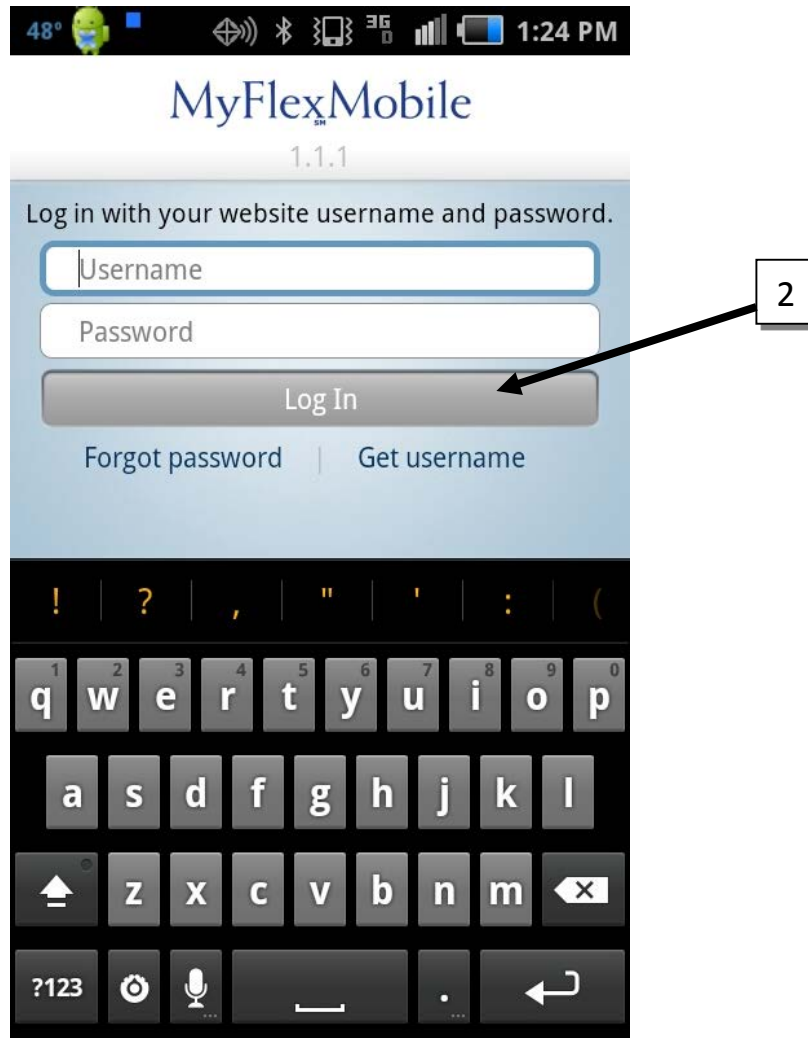 48° 3G D 1:24 PM
MyFlexMobile
SM
1.1.1
Log in with your website username and password.
Username
2
Password
Log In
Forgot password | Get username
! ? , " ' : (
1 2 3 4 5 6 7 8 9 0
q w e r t y u i o p
a s d f g h j k l
z x c v b n m
?123 . ...